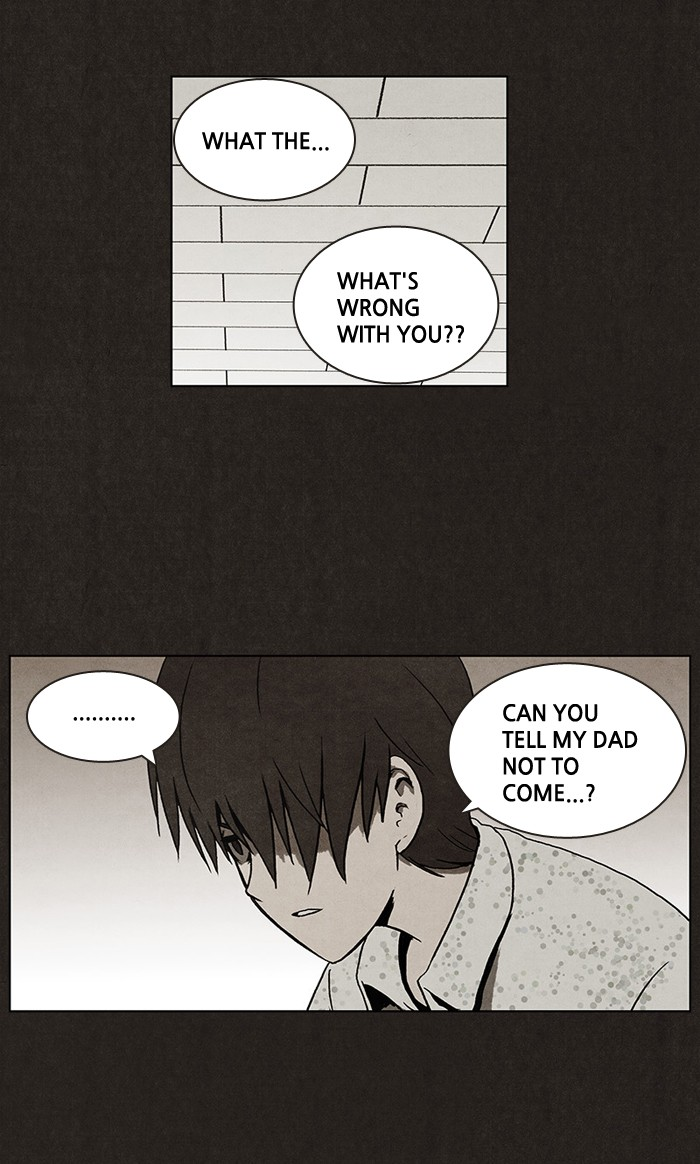 WHAT THE...
WHAT'S
WRONG
WITH YOU??
..........
CAN YOU
TELL MY DAD
NOT TO
COME...?